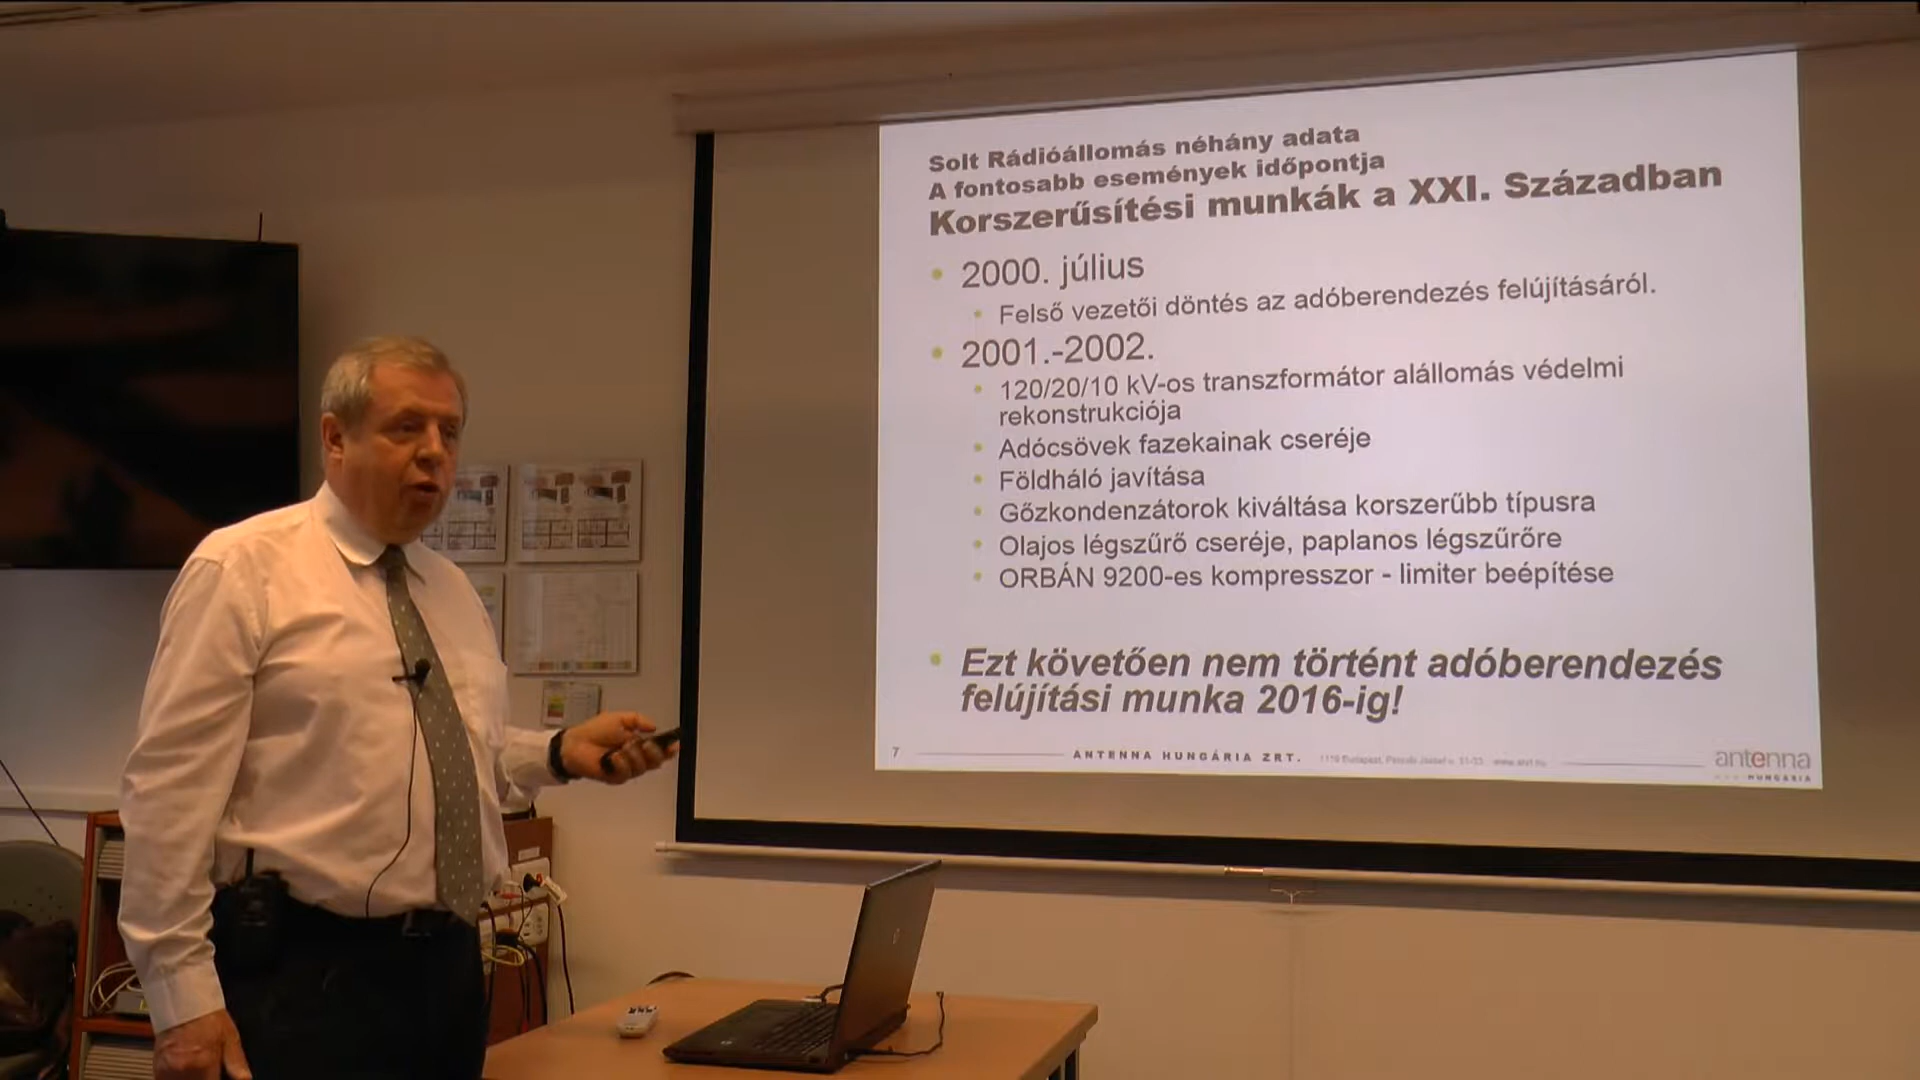 Solt Rádióállomás néhány adata
A fontosabb események időpontja
Korszerűsítési munkák a XXI. Században
2000. július
Felső vezetői döntés az adóberendezés felújításáról.
2001.-2002.
120/20/10 kV-os transzformátor alállomás védelmi
rekonstrukciója
Adócsövek fazekainak cseréje
Földháló javítása
Gőzkondenzátorok kiváltása korszerűbb típusra
Olajos légszűrő cseréje, paplanos légszűrőre
ORBÁN 9200-es kompresszor - limiter beépítése
Ezt követően nem történt adóberendezés
felújítási munka 2016-ig!
7
ANTENNA HUNGÁRIA ZRT.
antenna
HUNGÁRIA